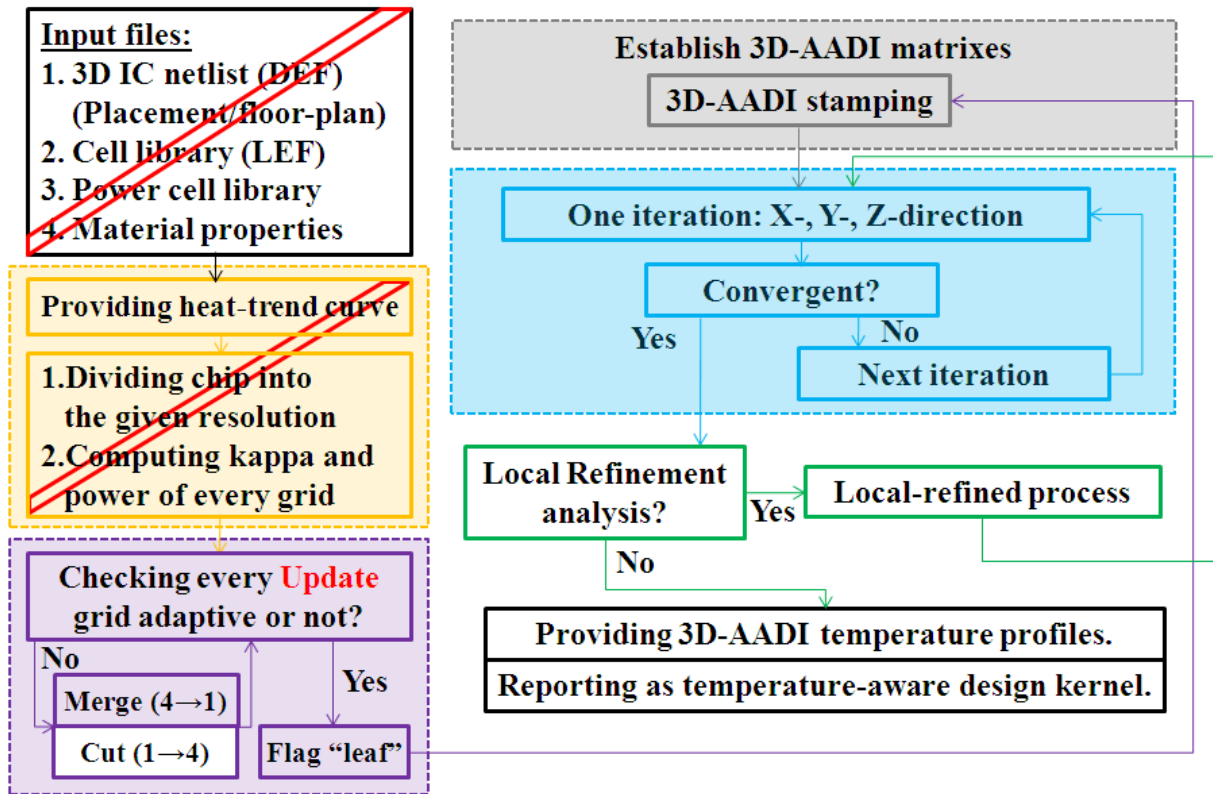 Input files:
1. 3D IC netlist (DEF)
(Placement/floor-plan)
2. Cell library (LEF)
3. Power cell library
4. Material properties
Providing heat-trend curve
1.Dividing chip into
the given resolution
2.Computing kappa and
power of every grid
Checking every Update
grid adaptive or not?
No
Yes
Merge (4→1)
Cut (1→4)
Flag “leaf”
Establish 3D-AADI matrixes
3D-AADI stamping
One iteration: X-, Y-, Z-direction
Convergent?
Yes
No
Next iteration
Local Refinement
analysis?
Yes
Local-refined process
No
Providing 3D-AADI temperature profiles.
Reporting as temperature-aware design kernel.